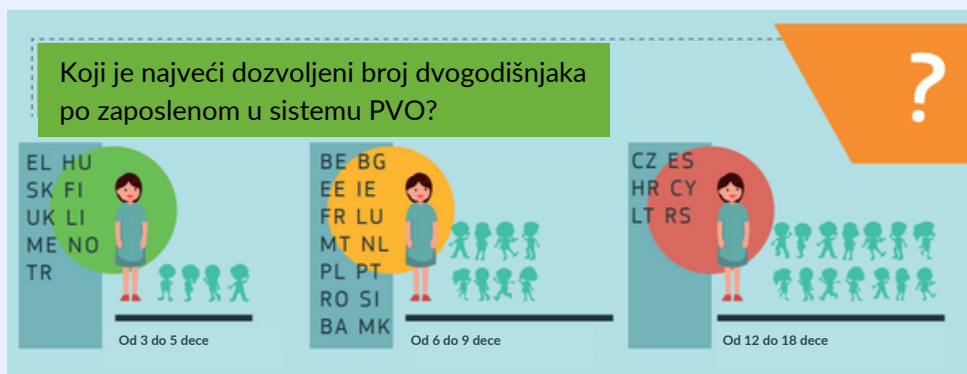 Koji je najveći dozvoljeni broj dvogodišnjaka
po zaposlenom u sistemu PVO?
?
EL HU
SK FI
UK LI
ME NO
TR
Od 3 do 5 dece
BE BG
EE IE
FR LU
MT NL
PL PT
RO SI
BA MK
Od 6 do 9 dece
CZ ES
HR CY
LT RS
Od 12 do 18 dece